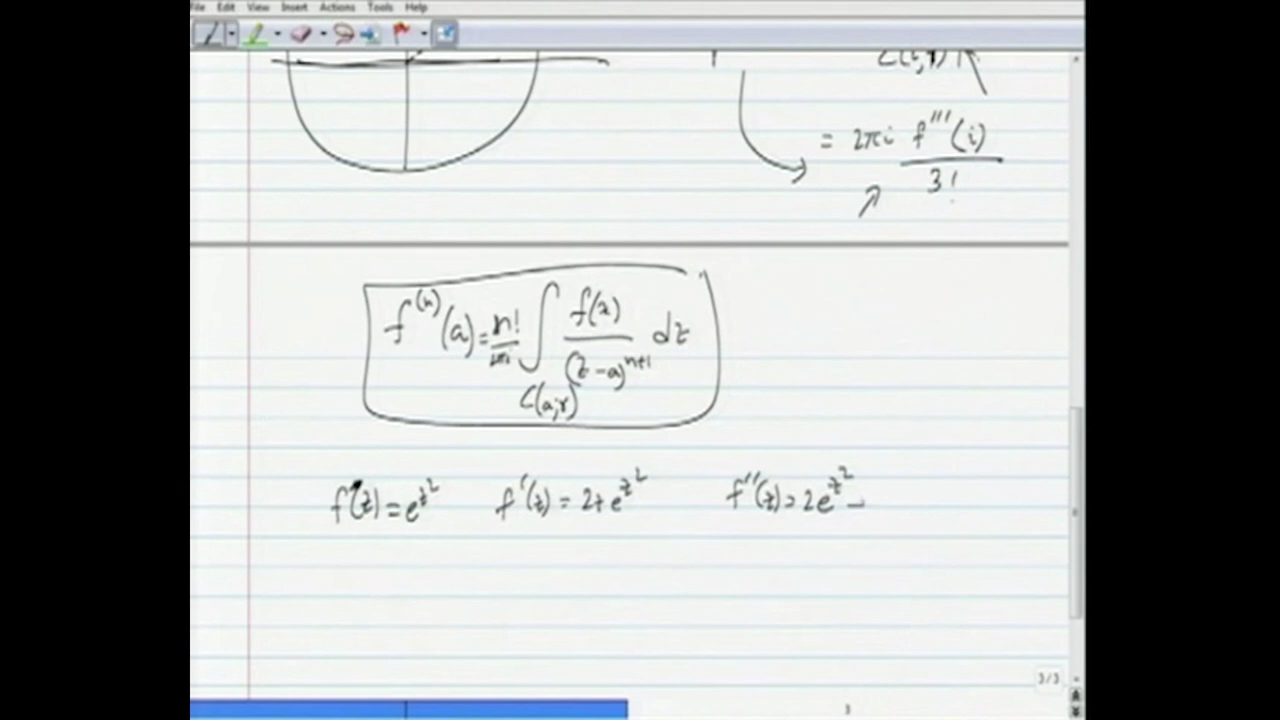 File Edit View Insert Actions Tools Help
C(i,r)
= 2πi f'''(i)
3!
f^(n)(a) = n!/2πi ∫ f(z)/(z-a)^{n+1} dz
C(a,r)
f(z) = e^{z^2} f'(z) = 2z e^{z^2} f''(z) = 2e^{z^2} –
3/3
3